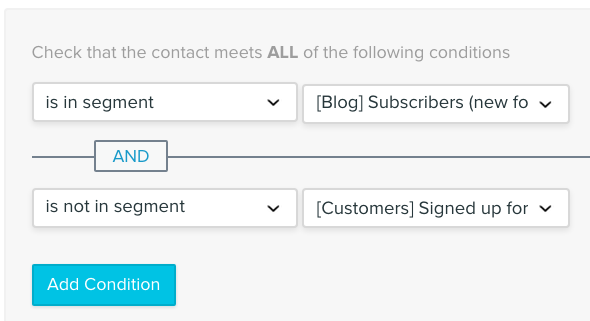 Check that the contact meets ALL of the following conditions
is in segment
[Blog] Subscribers (new fo
AND
is not in segment
[Customers] Signed up for
Add Condition